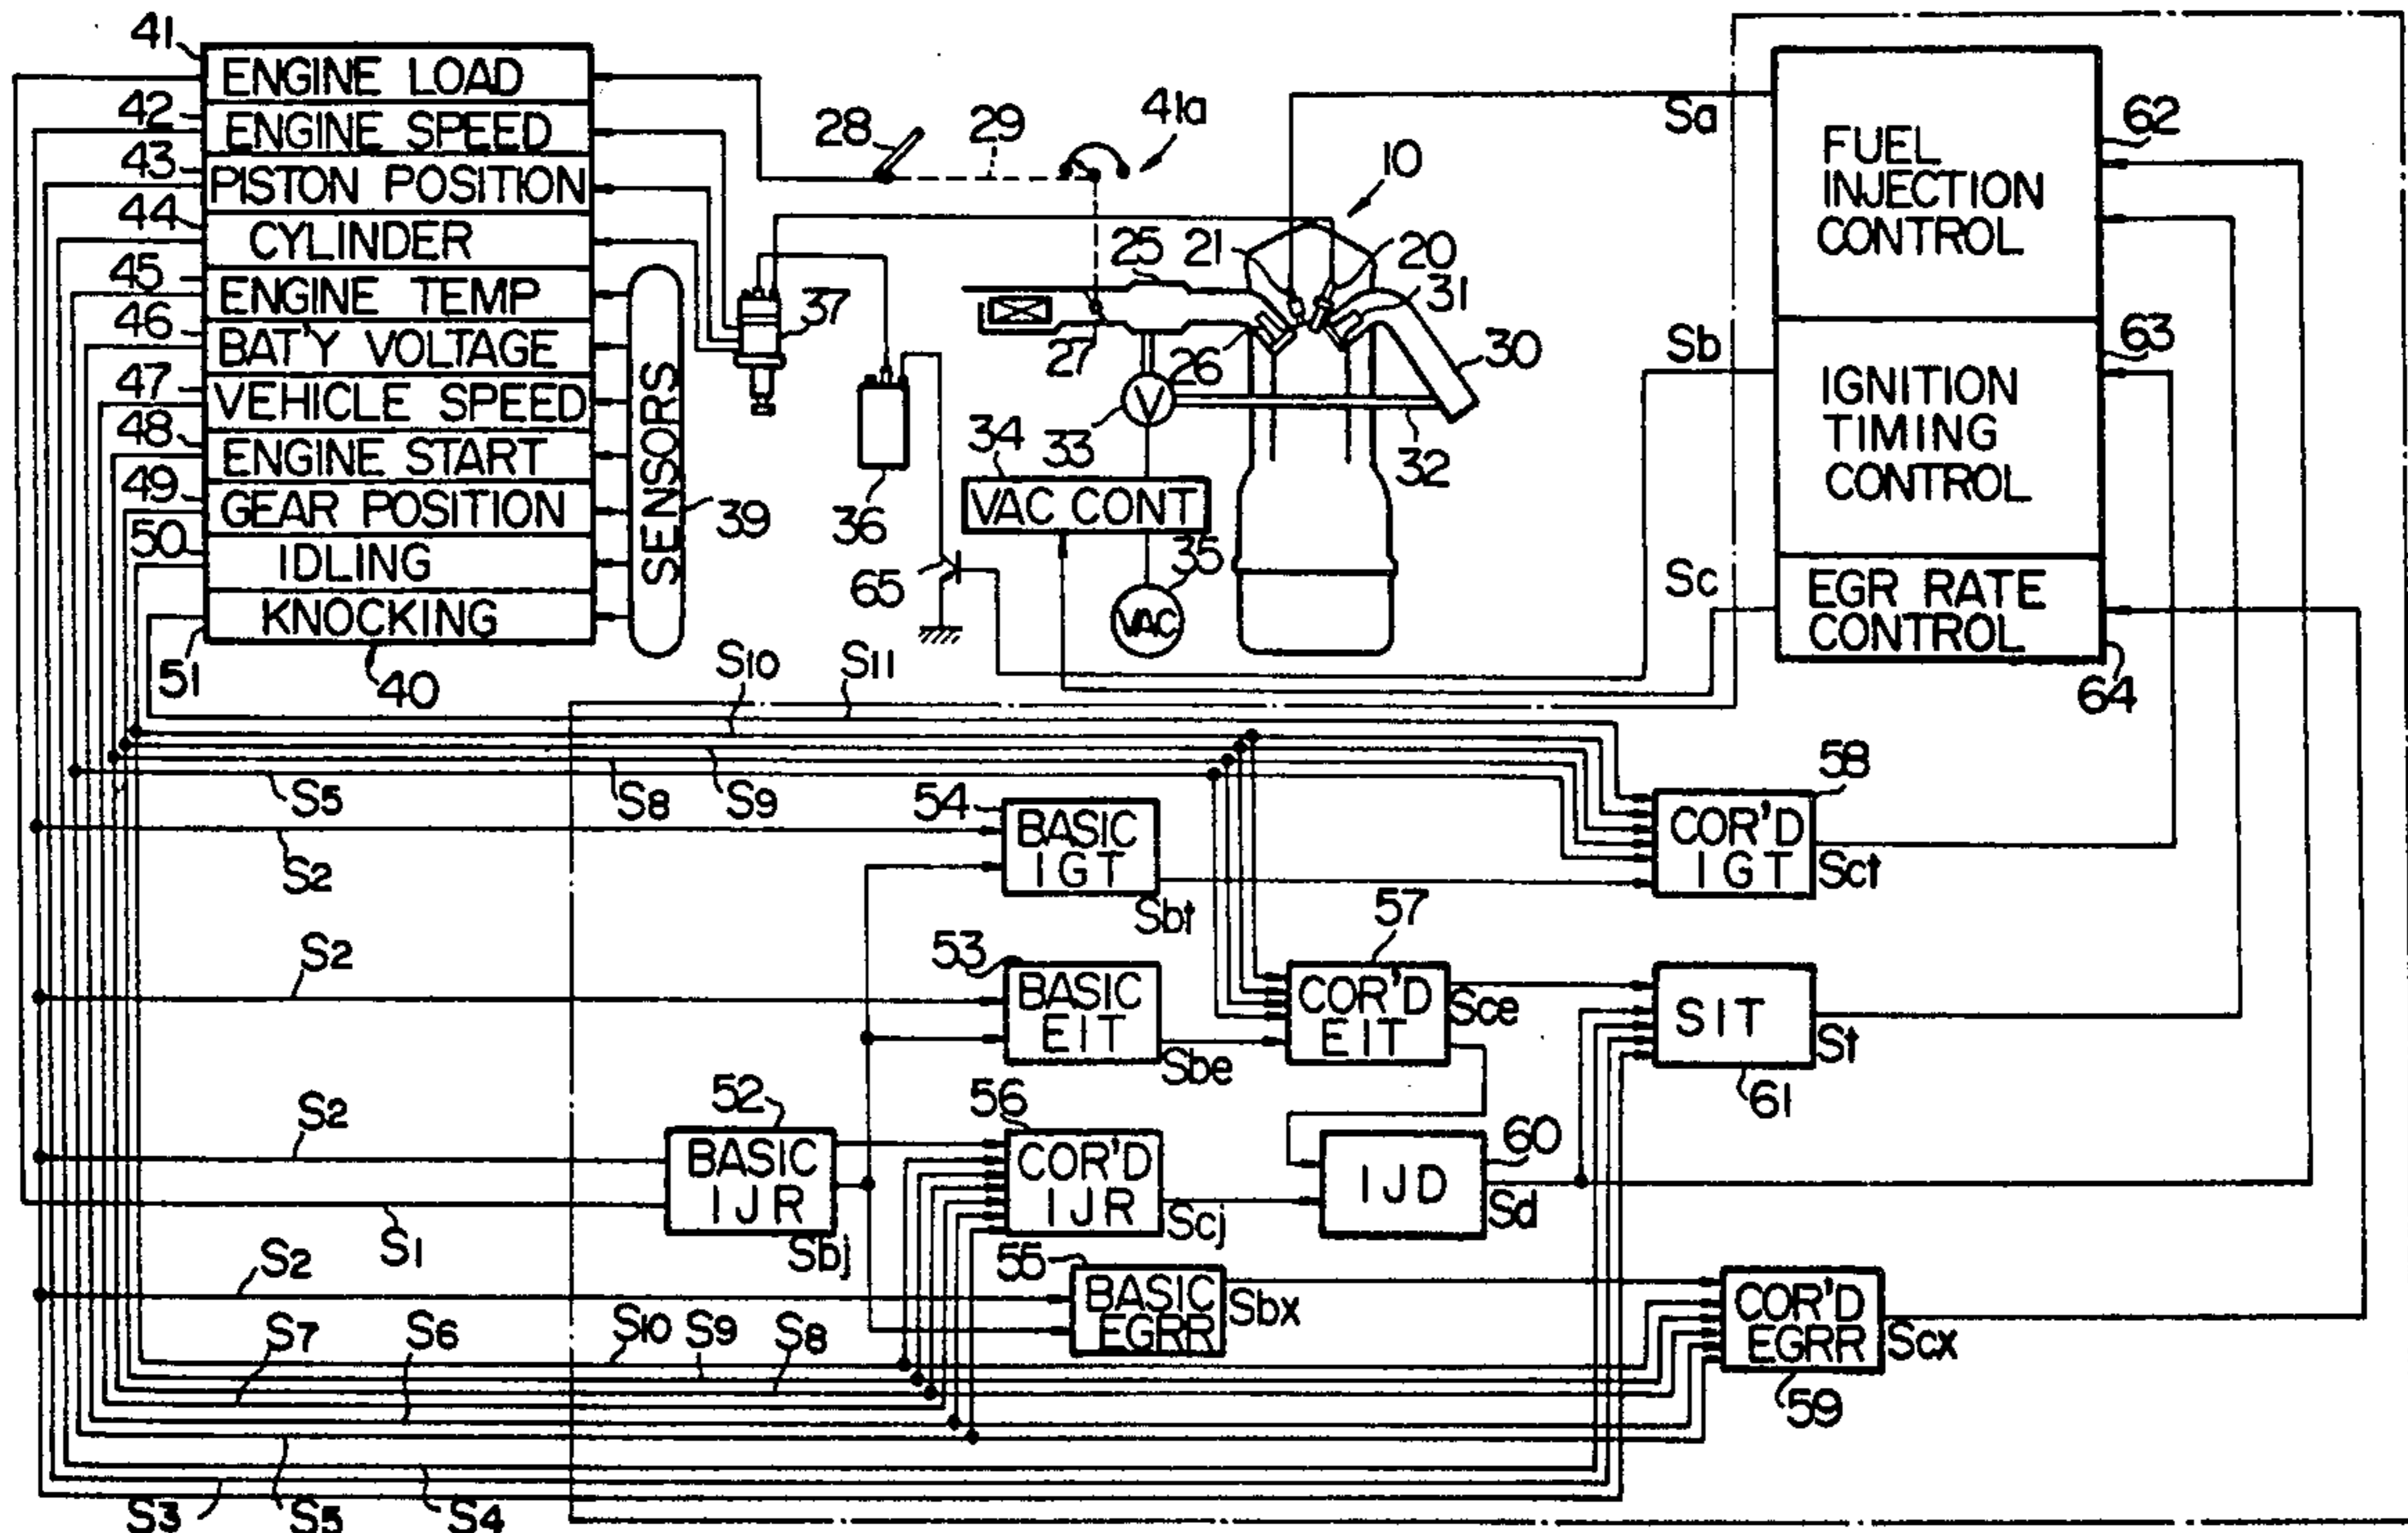 41
ENGINE LOAD
42
ENGINE SPEED
43
PISTON POSITION
44
CYLINDER
45
ENGINE TEMP
46
BAT'Y VOLTAGE
47
VEHICLE SPEED
48
ENGINE START
49
GEAR POSITION
50
IDLING
KNOCKING
51
40
SENSORS
39
28
29
41a
10
25
21
20
31
37
27
26
26
30
V
33
32
34
VAC CONT
36
35
VAC
65
Sa
FUEL
INJECTION
CONTROL
62
Sb
63
IGNITION
TIMING
CONTROL
Sc
EGR RATE
CONTROL
64
S10
S11
S5
S8
S9
58
54
BASIC
IGT
COR'D
IGT
S2
Sbt
Sct
57
53
S2
BASIC
EIT
COR'D
EIT
Sce
SIT
St
Sbe
61
52
56
S2
60
BASIC
IJR
COR'D
IJR
IJD
S1
Sbj
Scj
Sd
55
S2
BASIC
EGRR
Sbx
COR'D
EGRR
Scx
S7
S6
S10
S9
S8
59
S3
S5
S4